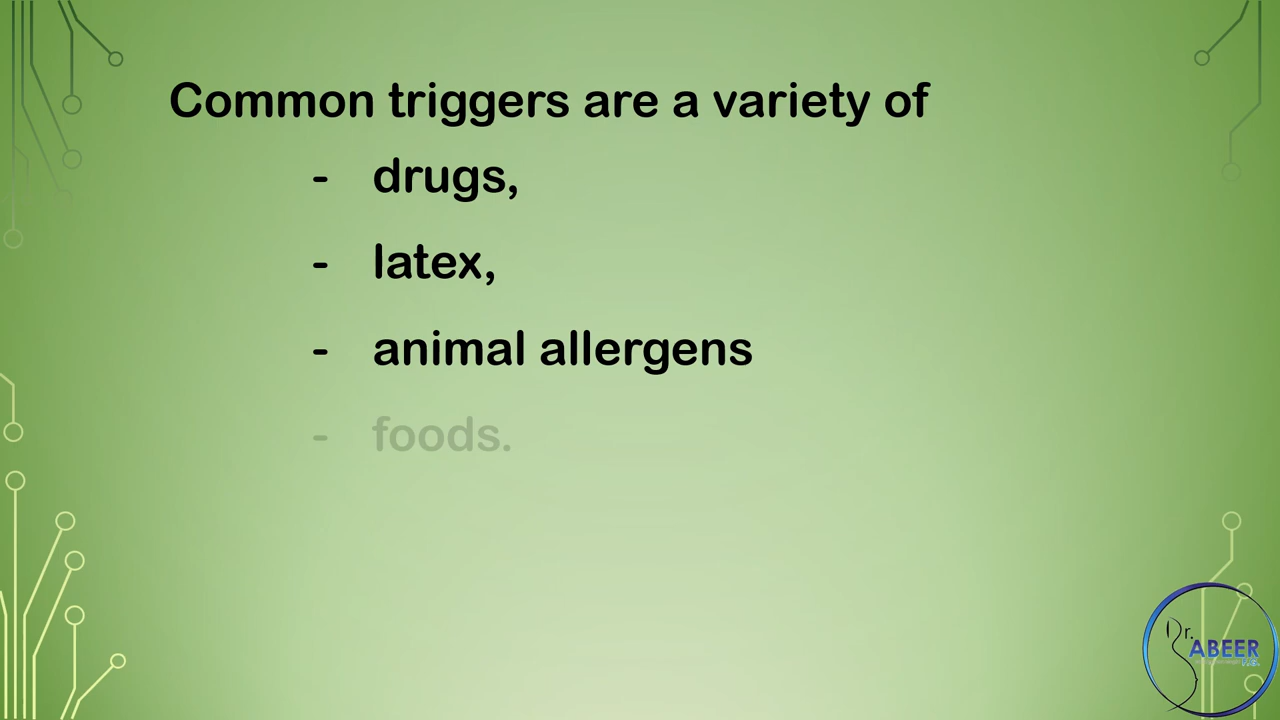 Common triggers are a variety of
- drugs,
- latex,
- animal allergens
- foods.
Dr.
ABEER